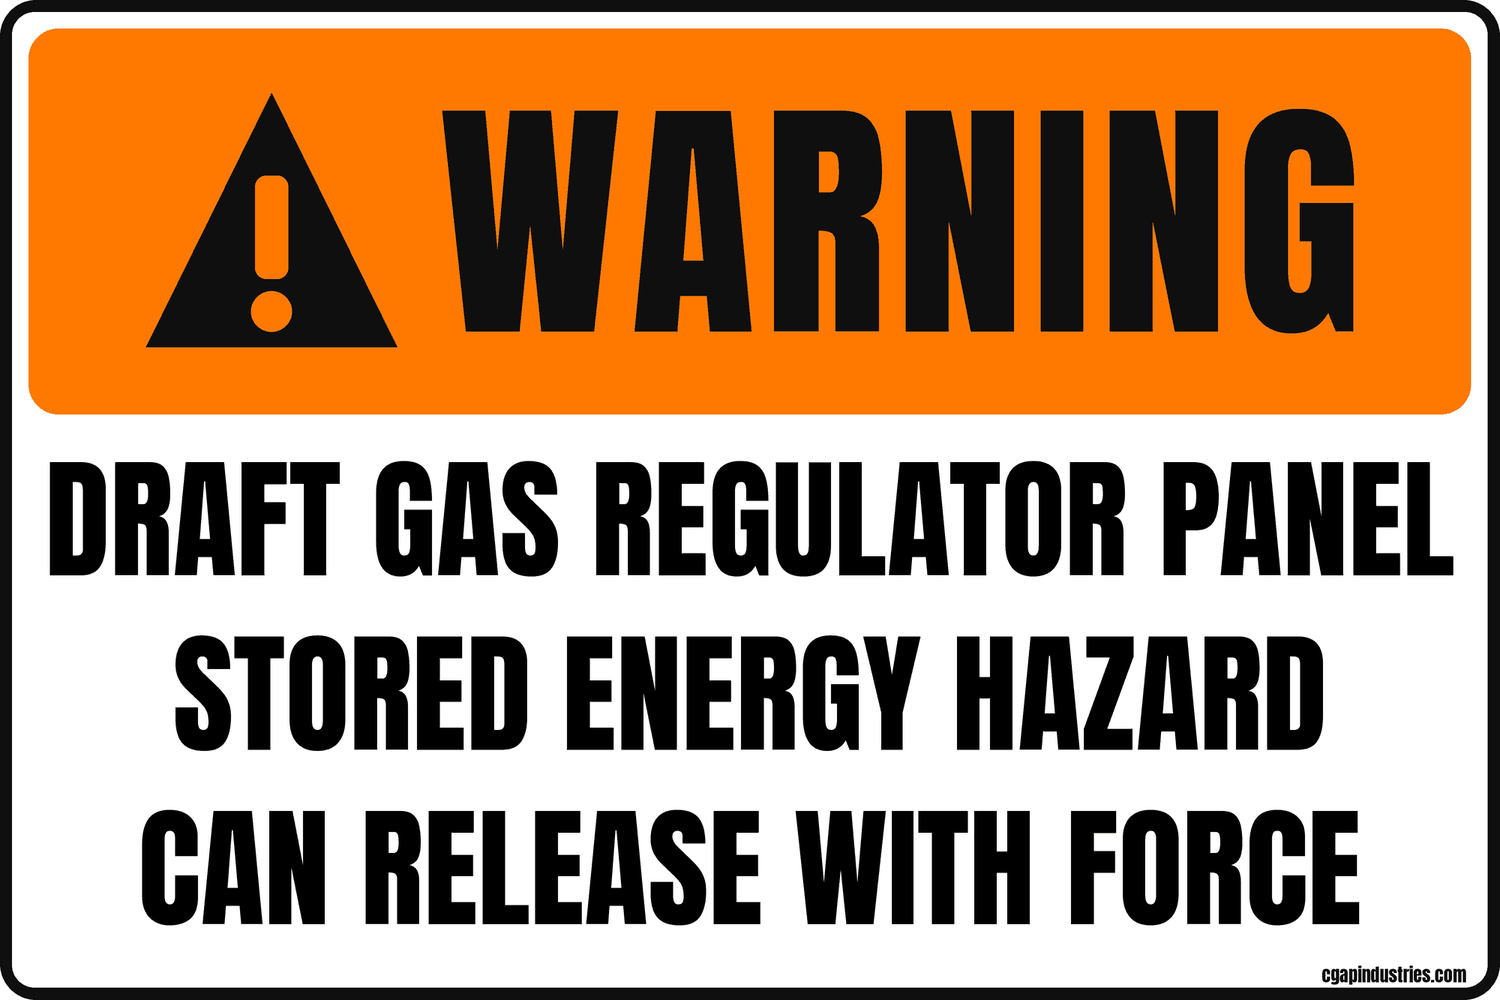 WARNING
DRAFT GAS REGULATOR PANEL
STORED ENERGY HAZARD
CAN RELEASE WITH FORCE
cgapindustries.com